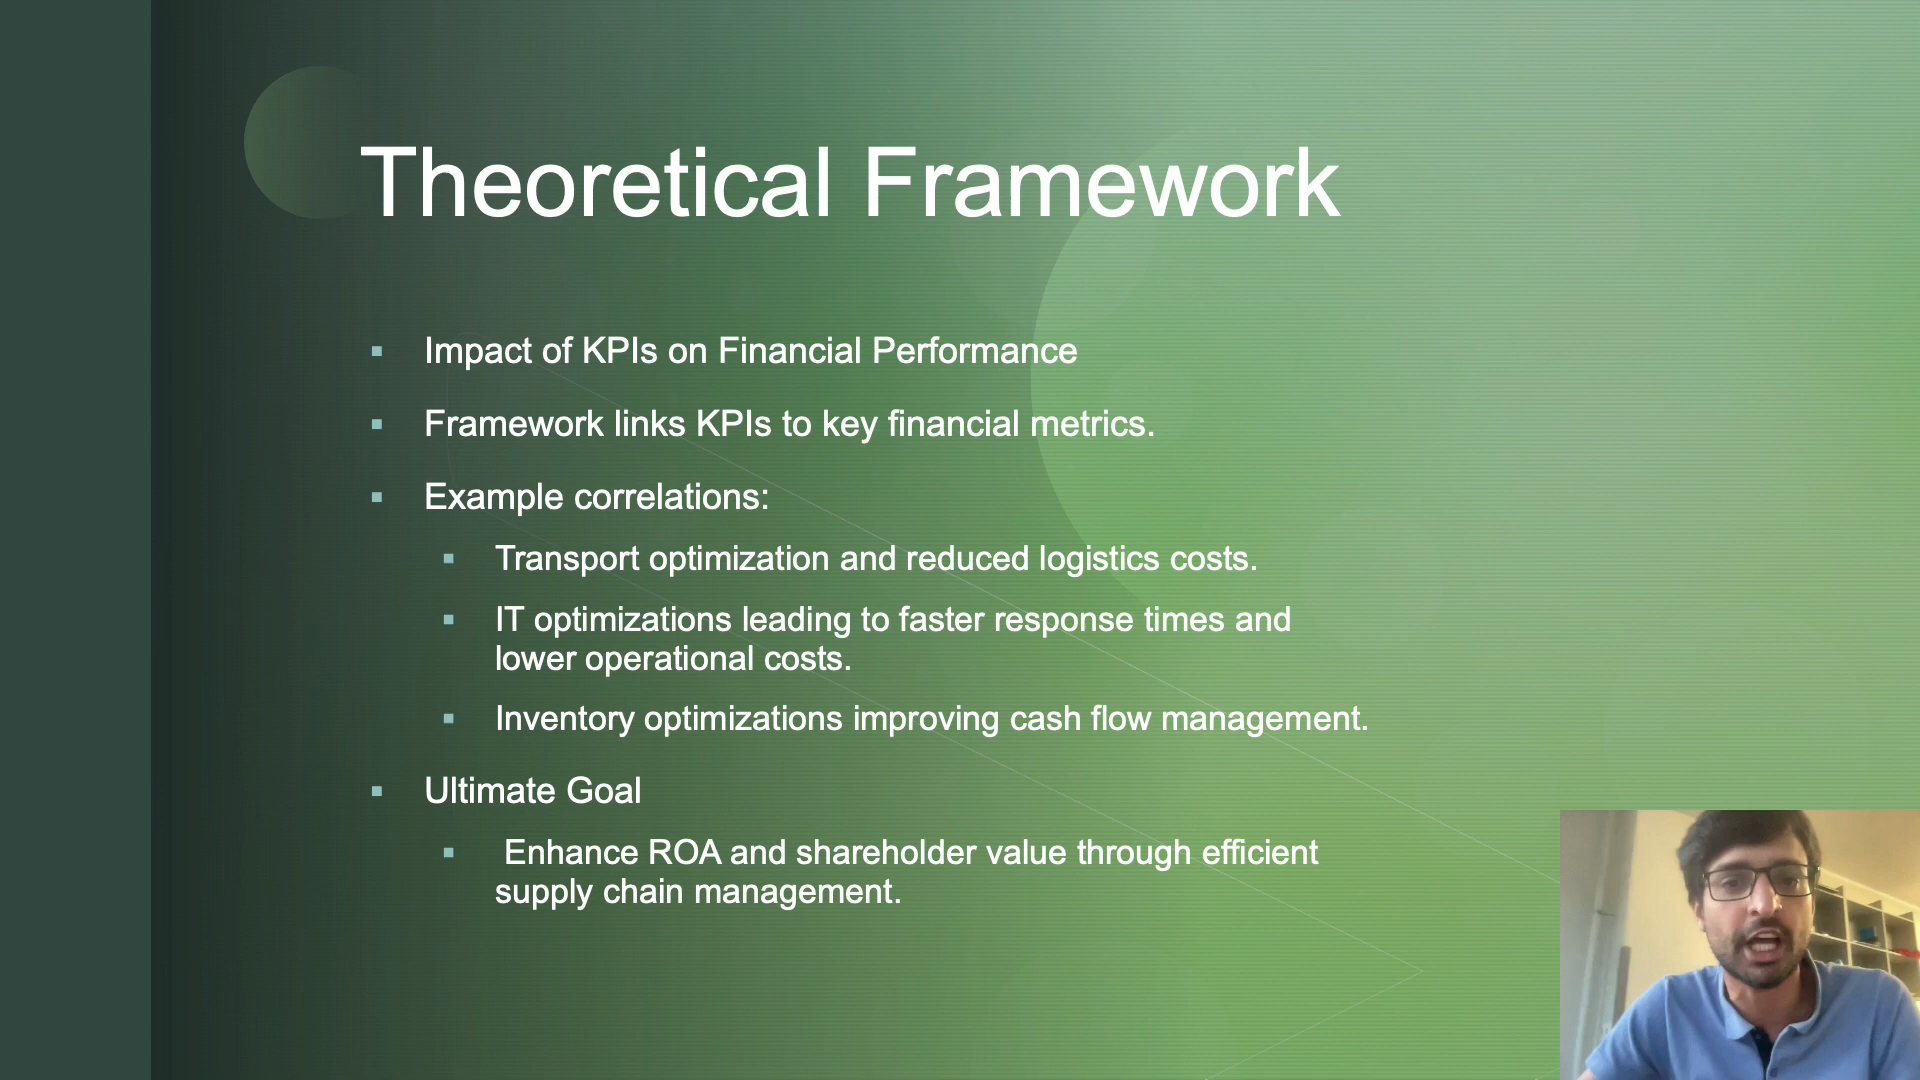 Theoretical Framework
Impact of KPIs on Financial Performance
Framework links KPIs to key financial metrics.
Example correlations:
Transport optimization and reduced logistics costs.
IT optimizations leading to faster response times and
lower operational costs.
Inventory optimizations improving cash flow management.
Ultimate Goal
Enhance ROA and shareholder value through efficient
supply chain management.